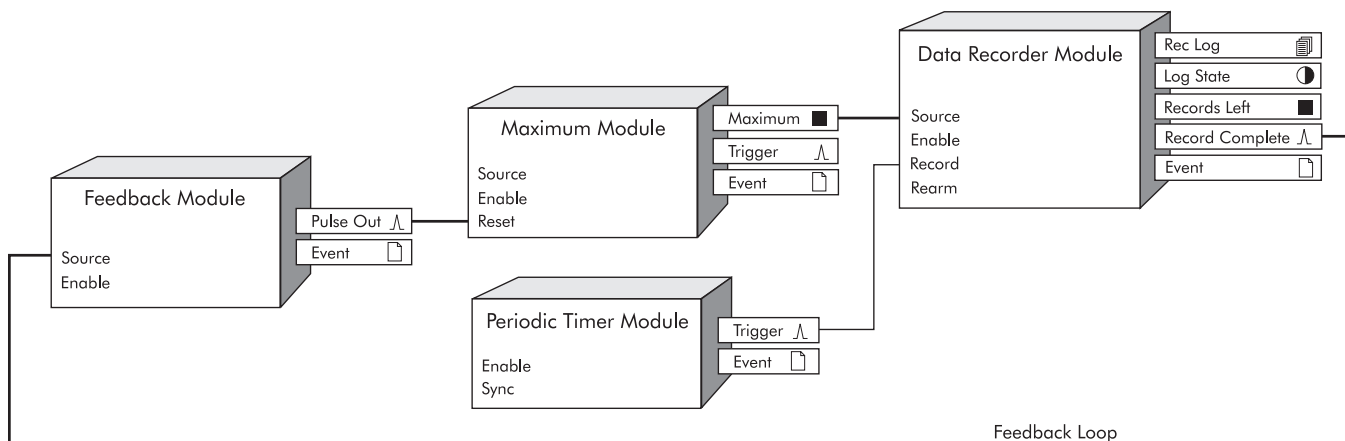 Feedback Module
Source
Enable
Pulse Out
Event
Maximum Module
Source
Enable
Reset
Maximum
Trigger
Event
Periodic Timer Module
Enable
Sync
Trigger
Event
Data Recorder Module
Source
Enable
Record
Rearm
Rec Log
Log State
Records Left
Record Complete
Event
Feedback Loop